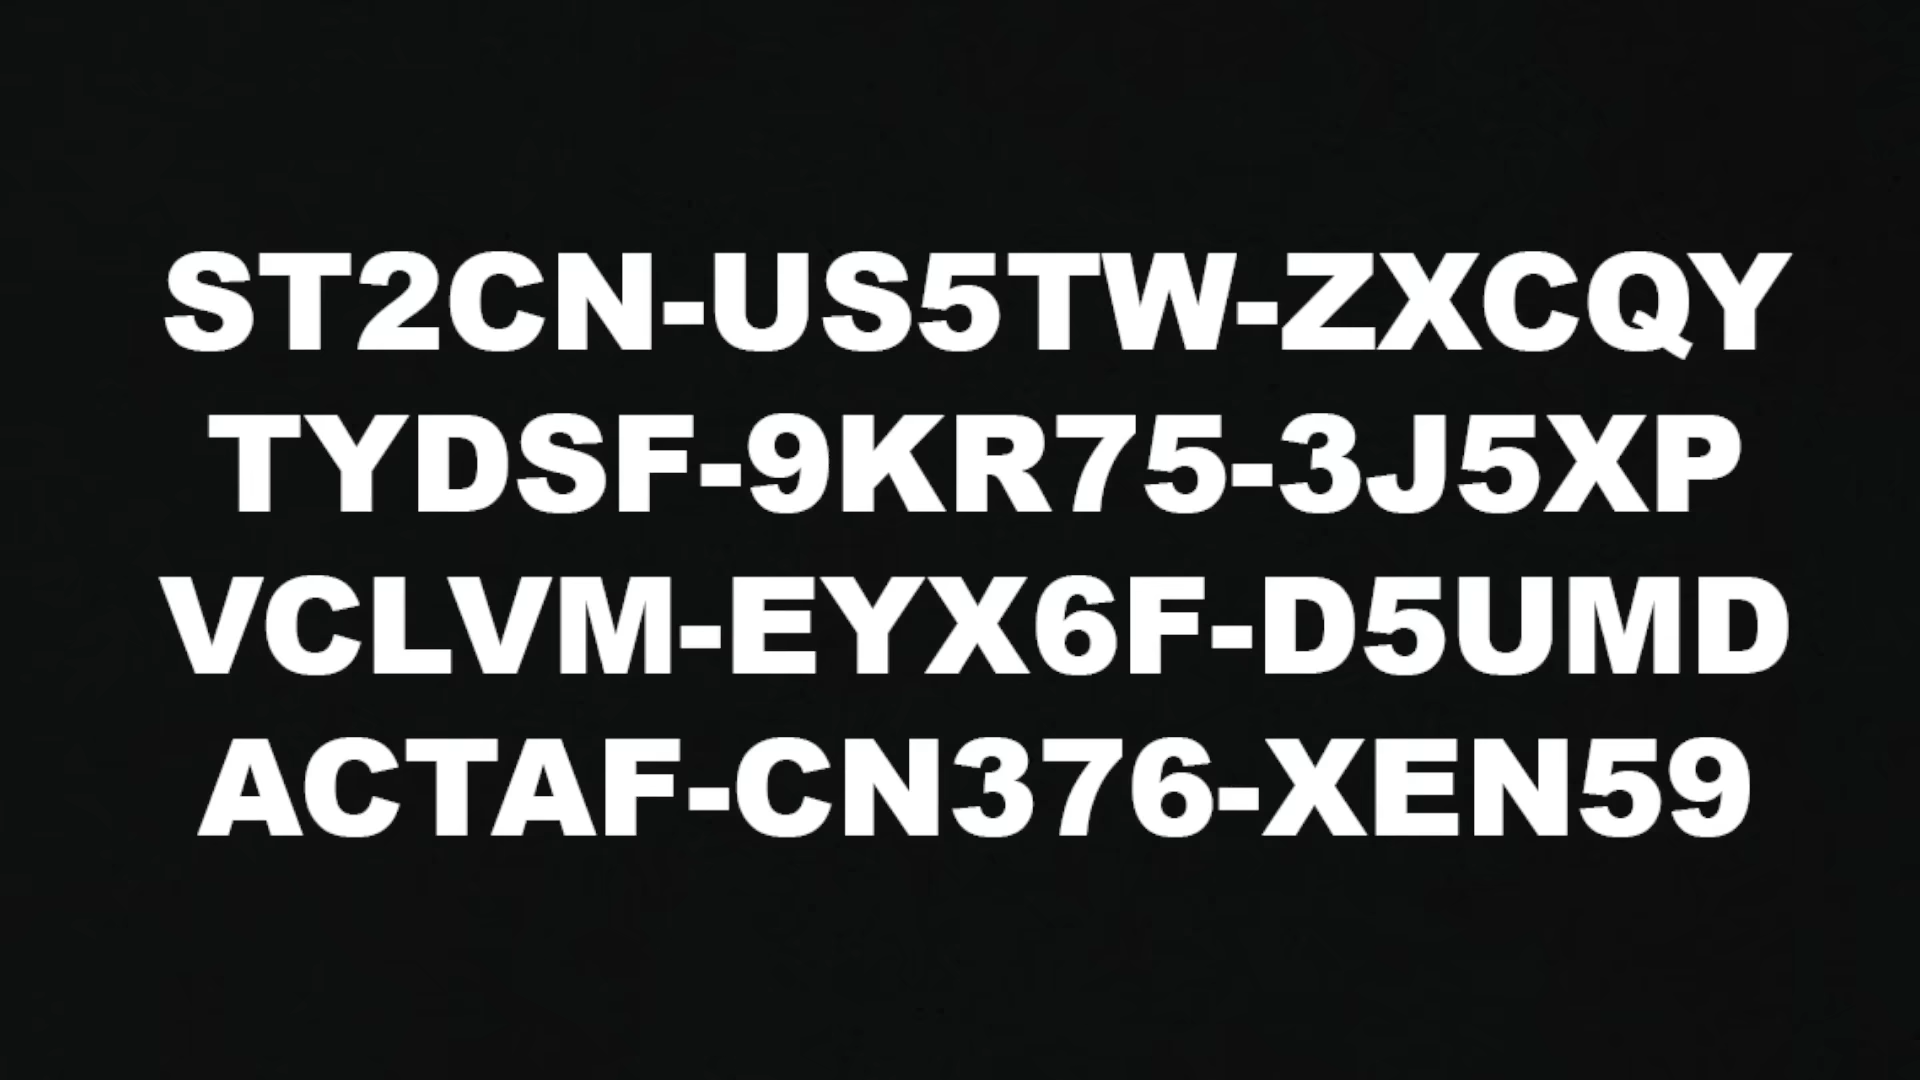 ST2CN-US5TW-ZXCQY
TYDSF-9KR75-3J5XP
VCLVM-EYX6F-D5UMD
ACTAF-CN376-XEN59